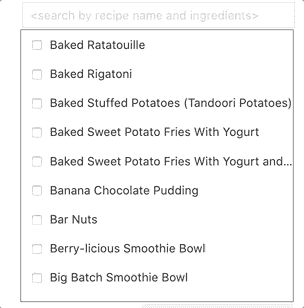 <search by recipe name and ingredients>
Baked Ratatouille
Baked Rigatoni
Baked Stuffed Potatoes (Tandoori Potatoes)
Baked Sweet Potato Fries With Yogurt
Baked Sweet Potato Fries With Yogurt and...
Banana Chocolate Pudding
Bar Nuts
Berry-licious Smoothie Bowl
Big Batch Smoothie Bowl